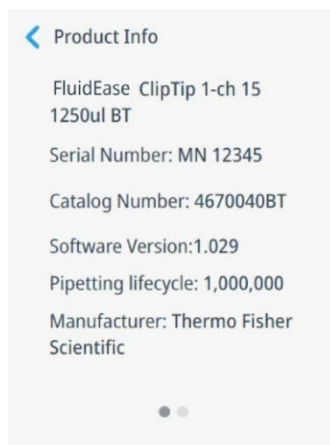 Product Info
FluidEase ClipTip 1-ch 15
1250ul BT
Serial Number: MN 12345
Catalog Number: 4670040BT
Software Version:1.029
Pipetting lifecycle: 1,000,000
Manufacturer: Thermo Fisher
Scientific